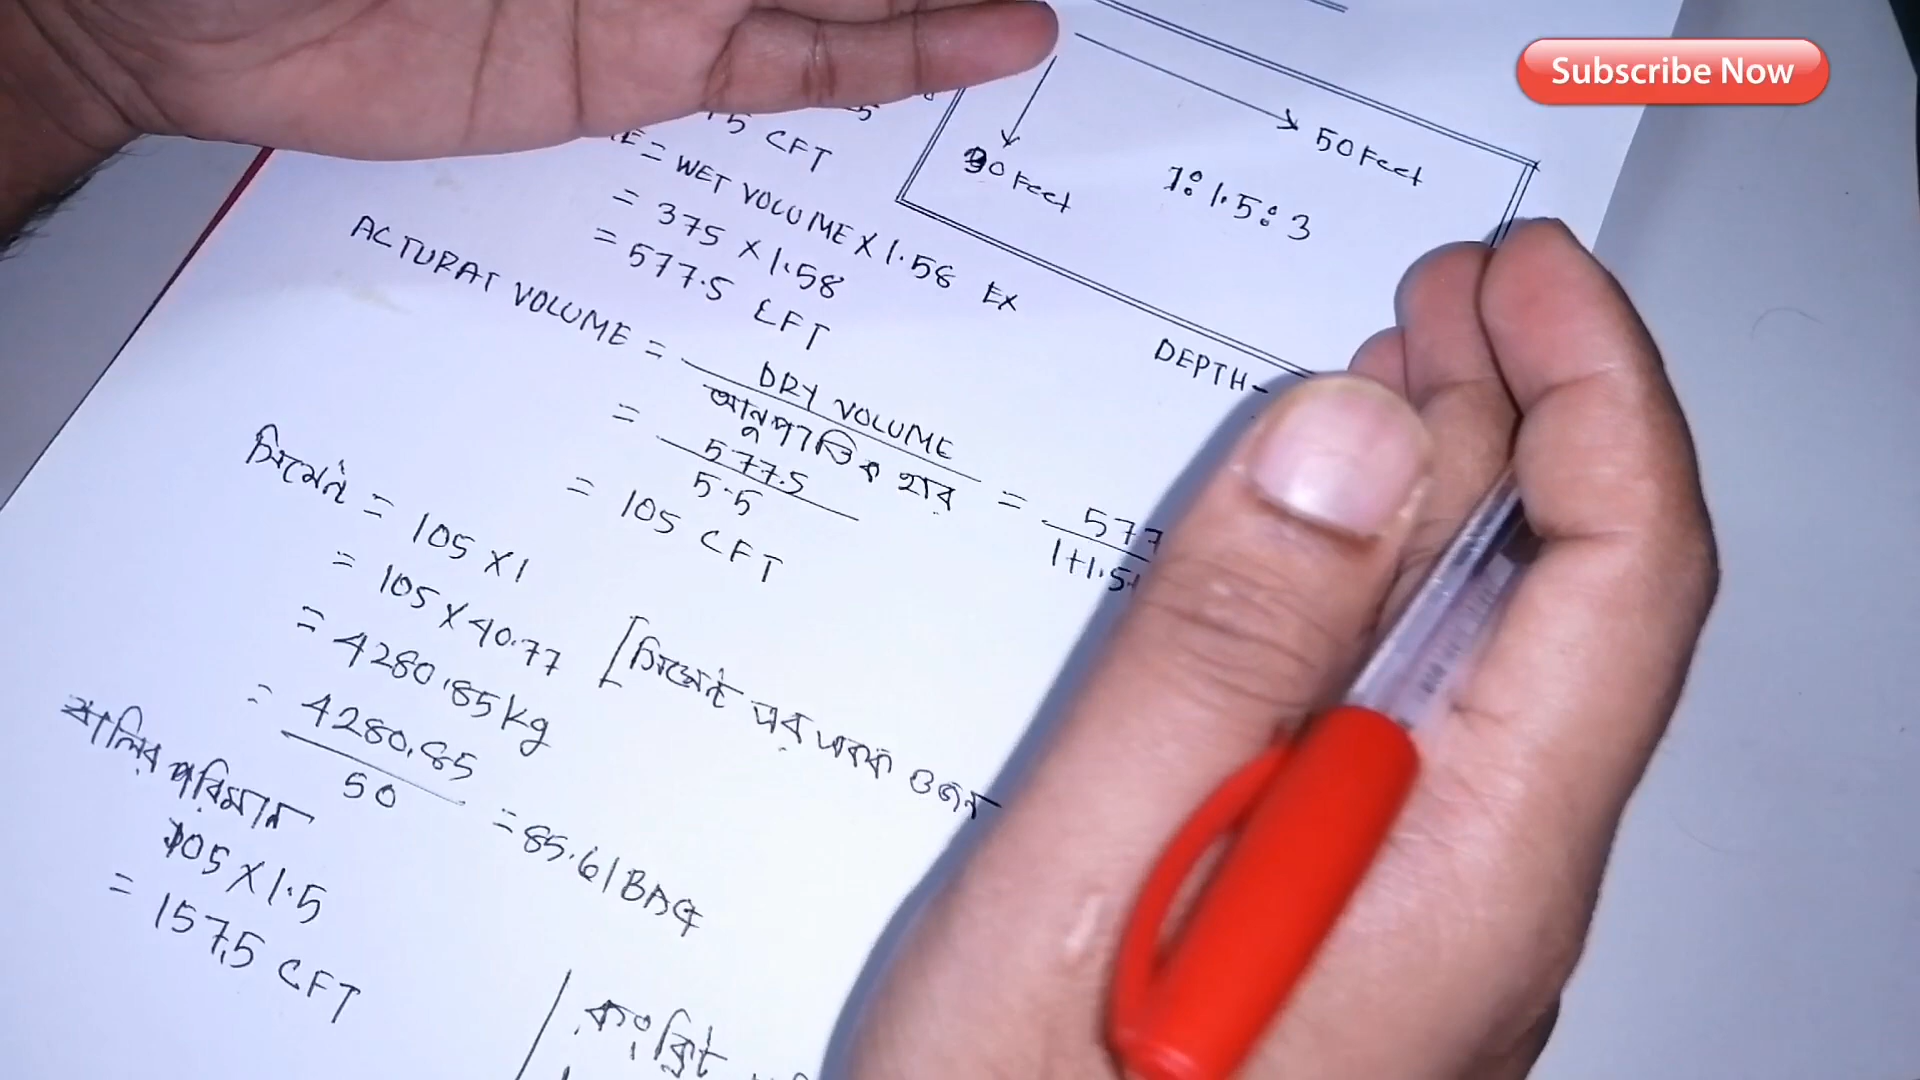 Subscribe Now
5
5 CFT
50 Feet
30 Feet
1:1.5:3
= WET VOLUME X 1.58 EX
= 375 X 1.58
= 577.5 CFT
DEPTH-
ACTURAT VOLUME = DRY VOLUME
আনুপাতিক হার
= 577
1+1.5+
= 577.5
5.5
= 105 CFT
সিমেন্ট = 105 X 1
= 105 X 40.77 [সিমেন্ট এর একক ওজন
= 4280.85 kg
= 4280.85
50
= 85.61 BAG
বালির পরিমান
105 X 1.5
= 157.5 CFT
কংক্রিট